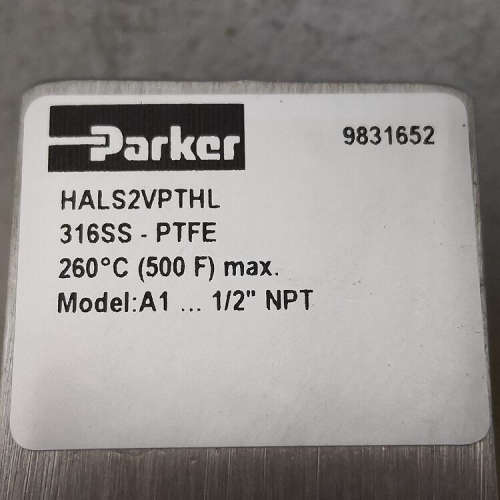 Parker
9831652
HALS2VPTHL
316SS - PTFE
260°C (500 F) max.
Model:A1 ... 1/2" NPT